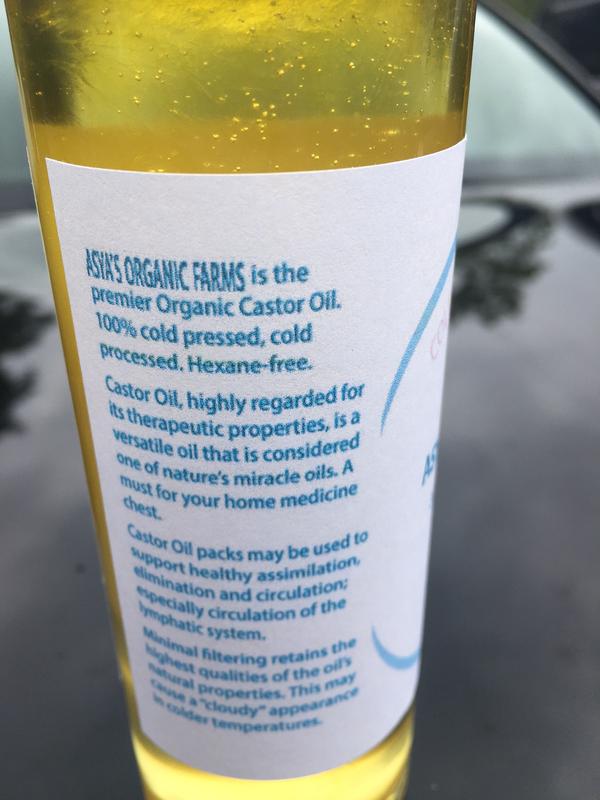 ASYA'S ORGANIC FARMS is the
premier Organic Castor Oil.
100% cold pressed, cold
processed. Hexane-free.
Castor Oil, highly regarded for
its therapeutic properties, is a
versatile oil that is considered
one of nature's miracle oils. A
must for your home medicine
chest.
Castor Oil packs may be used to
support healthy assimilation,
elimination and circulation;
especially circulation of the
lymphatic system.
Minimal filtering retains the
highest qualities of the oil's
natural properties. This may
cause a "cloudy" appearance
in colder temperatures.